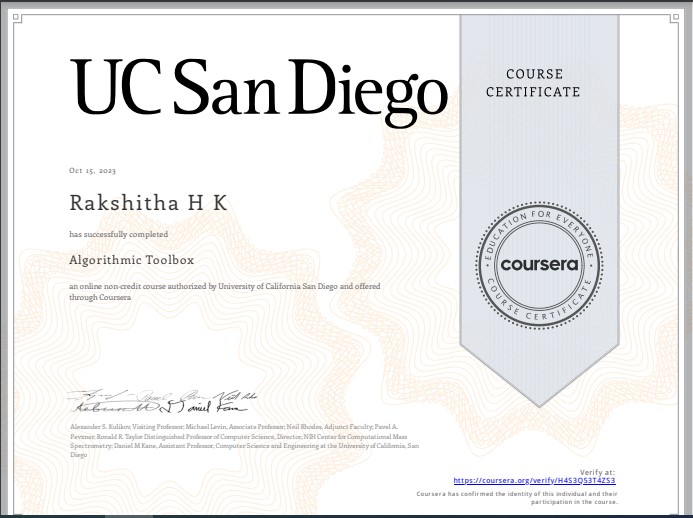 UC San Diego
COURSE
CERTIFICATE
Oct 15, 2023
Rakshitha H K
has successfully completed
Algorithmic Toolbox
an online non-credit course authorized by University of California San Diego and offered
through Coursera
EDUCATION FOR EVERYONE
coursera
COURSE CERTIFICATE
Alexander S. Kulikov, Visiting Professor; Michael Levin, Associate Professor; Neil Rhodes, Adjunct Faculty; Pavel A.
Pevzner, Ronald R. Taylor Distinguished Professor of Computer Science, Director, NIH Center for Computational Mass
Spectrometry; Daniel M Kane, Assistant Professor, Computer Science and Engineering at the University of California, San
Diego
Verify at:
https://coursera.org/verify/H4S3QS3T4ZS3
Coursera has confirmed the identity of this individual and their
participation in the course.